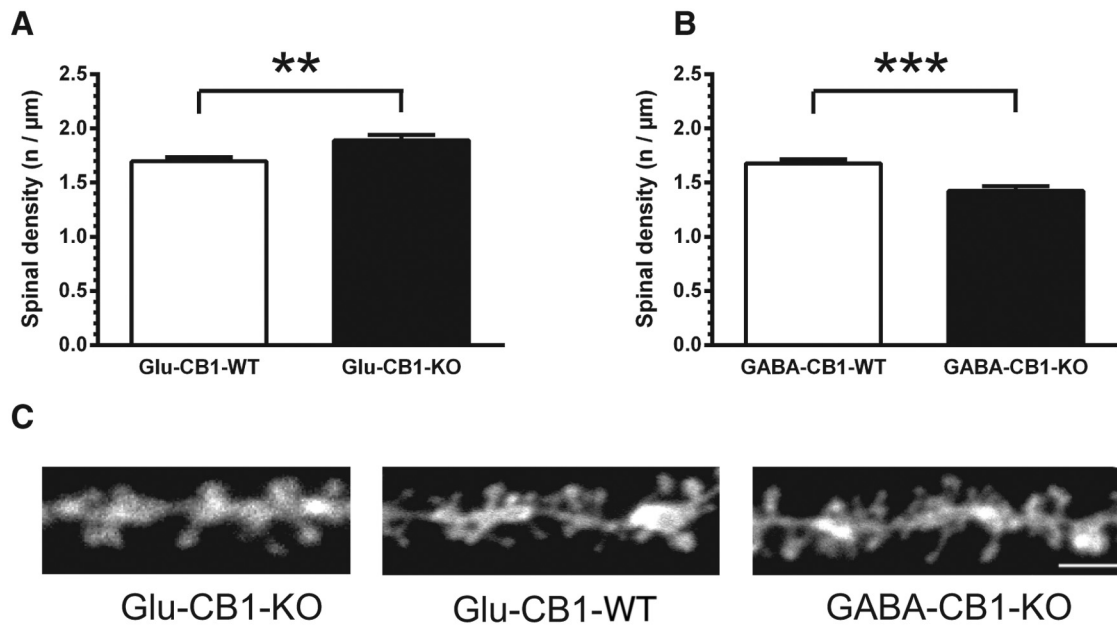 A
**
Spinal density (n / µm)
2.5
2.0
1.5
1.0
0.5
0.0
Glu-CB1-WT
Glu-CB1-KO
B
***
Spinal density (n / µm)
2.5
2.0
1.5
1.0
0.5
0.0
GABA-CB1-WT
GABA-CB1-KO
C
Glu-CB1-KO
Glu-CB1-WT
GABA-CB1-KO